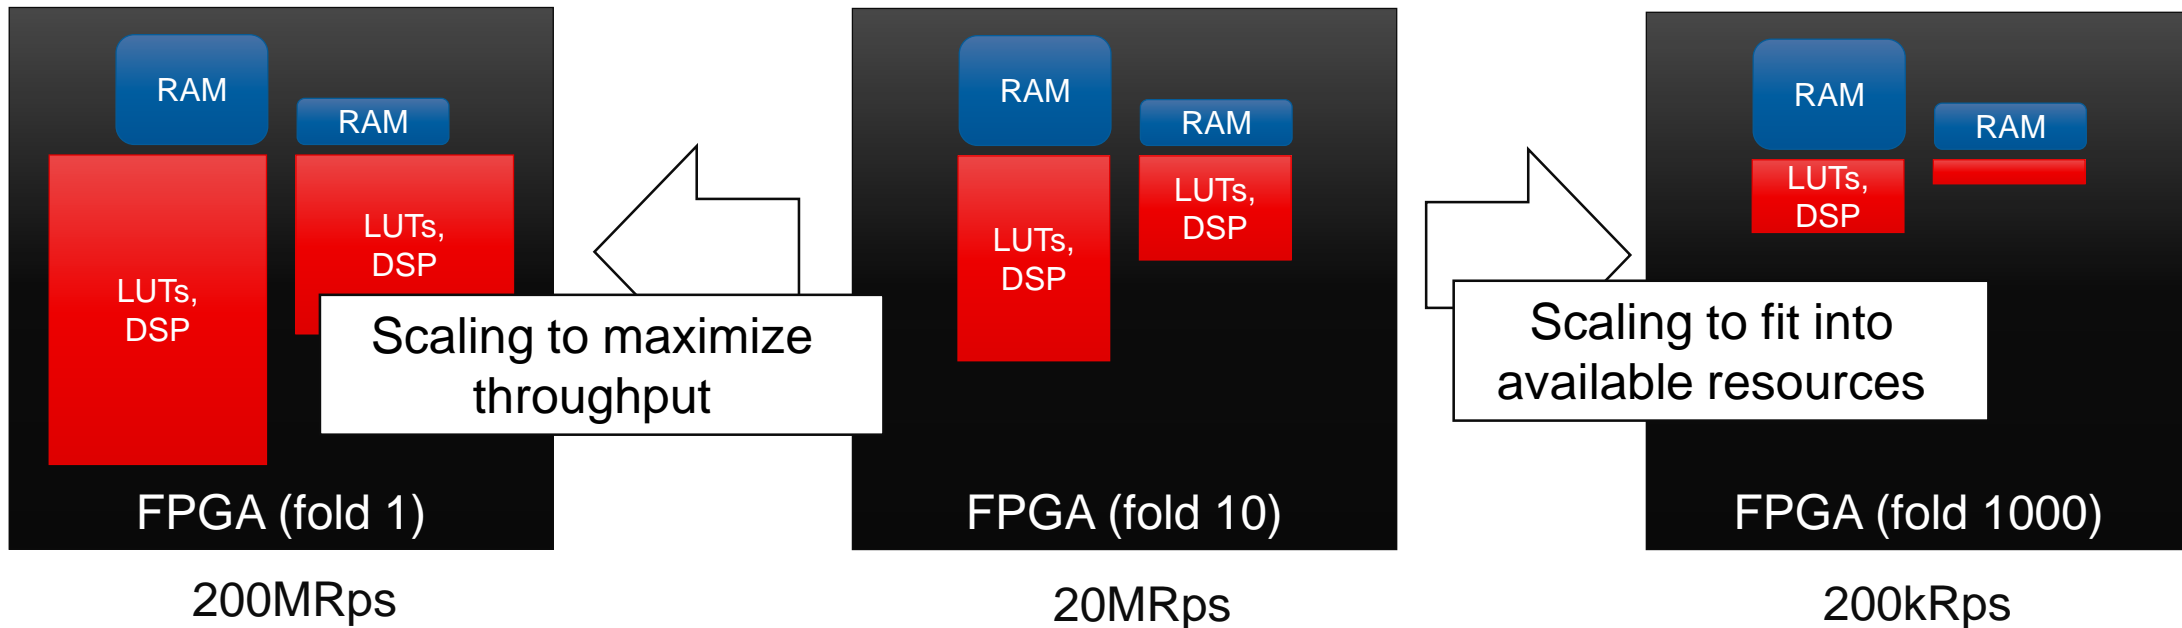 RAM
RAM
LUTs,
DSP
LUTs,
DSP
FPGA (fold 1)
200MRps
Scaling to maximize
throughput
RAM
RAM
LUTs,
DSP
LUTs,
DSP
FPGA (fold 10)
20MRps
Scaling to fit into
available resources
RAM
RAM
LUTs,
DSP
FPGA (fold 1000)
200kRps